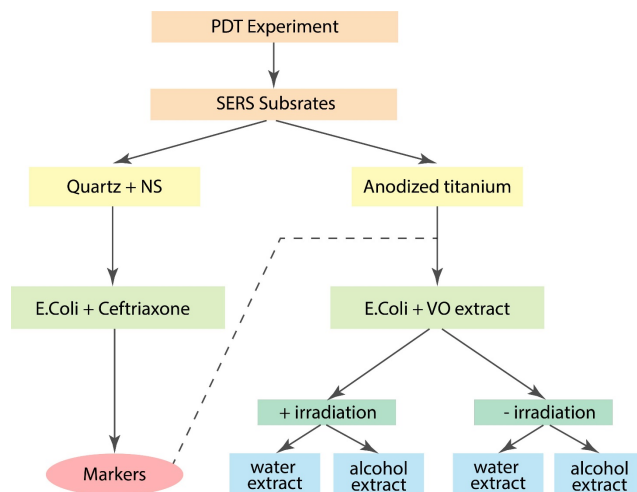 PDT Experiment
SERS Subsrates
Quartz + NS
Anodized titanium
E.Coli + Ceftriaxone
E.Coli + VO extract
+ irradiation
- irradiation
Markers
water
extract
alcohol
extract
water
extract
alcohol
extract